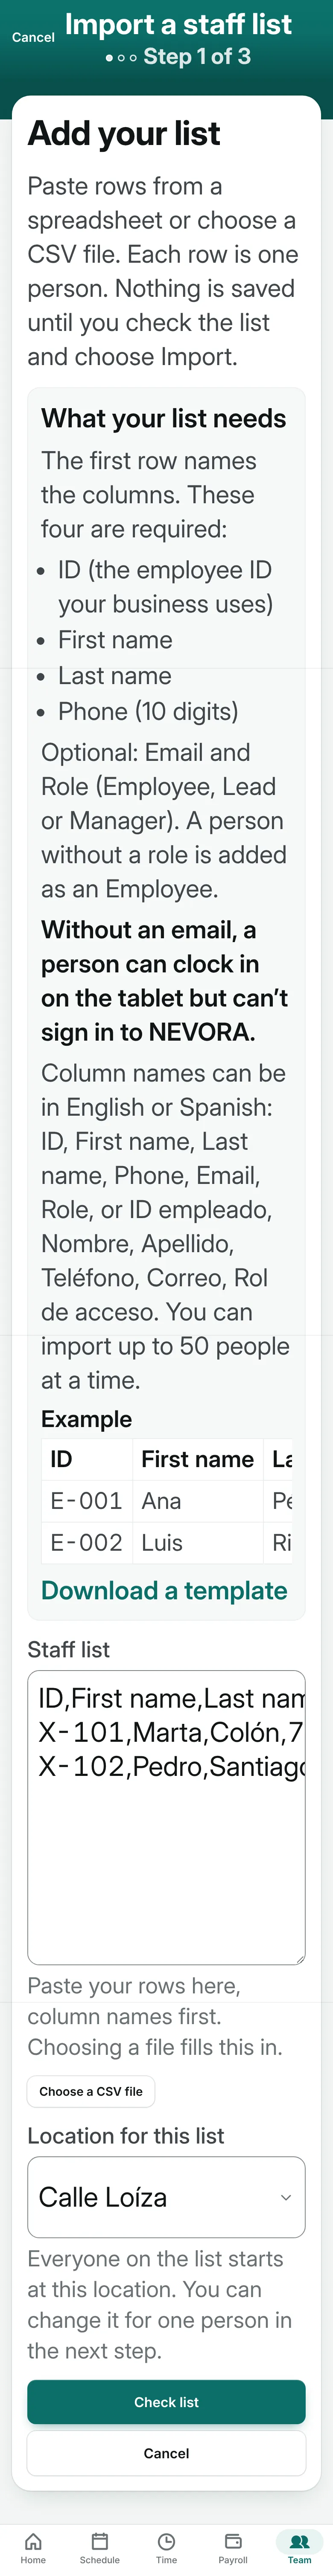 Cancel
Import a staff list
Step 1 of 3
Add your list
Paste rows from a
spreadsheet or choose a
CSV file. Each row is one
person. Nothing is saved
until you check the list
and choose Import.
What your list needs
The first row names
the columns. These
four are required:
• ID (the employee ID
your business uses)
• First name
• Last name
• Phone (10 digits)
Optional: Email and
Role (Employee, Lead
or Manager). A person
without a role is added
as an Employee.
Without an email, a
person can clock in
on the tablet but can’t
sign in to NEVORA.
Column names can be
in English or Spanish:
ID, First name, Last
name, Phone, Email,
Role, or ID empleado,
Nombre, Apellido,
Teléfono, Correo, Rol
de acceso. You can
import up to 50 people
at a time.
Example
ID First name La
E-001 Ana Pe
E-002 Luis Ri
Download a template
Staff list
ID,First name,Last nam
X-101,Marta,Colón,7
X-102,Pedro,Santiago
Paste your rows here,
column names first.
Choosing a file fills this in.
Choose a CSV file
Location for this list
Calle Loíza
Everyone on the list starts
at this location. You can
change it for one person in
the next step.
Check list
Cancel
Home Schedule Time Payroll Team